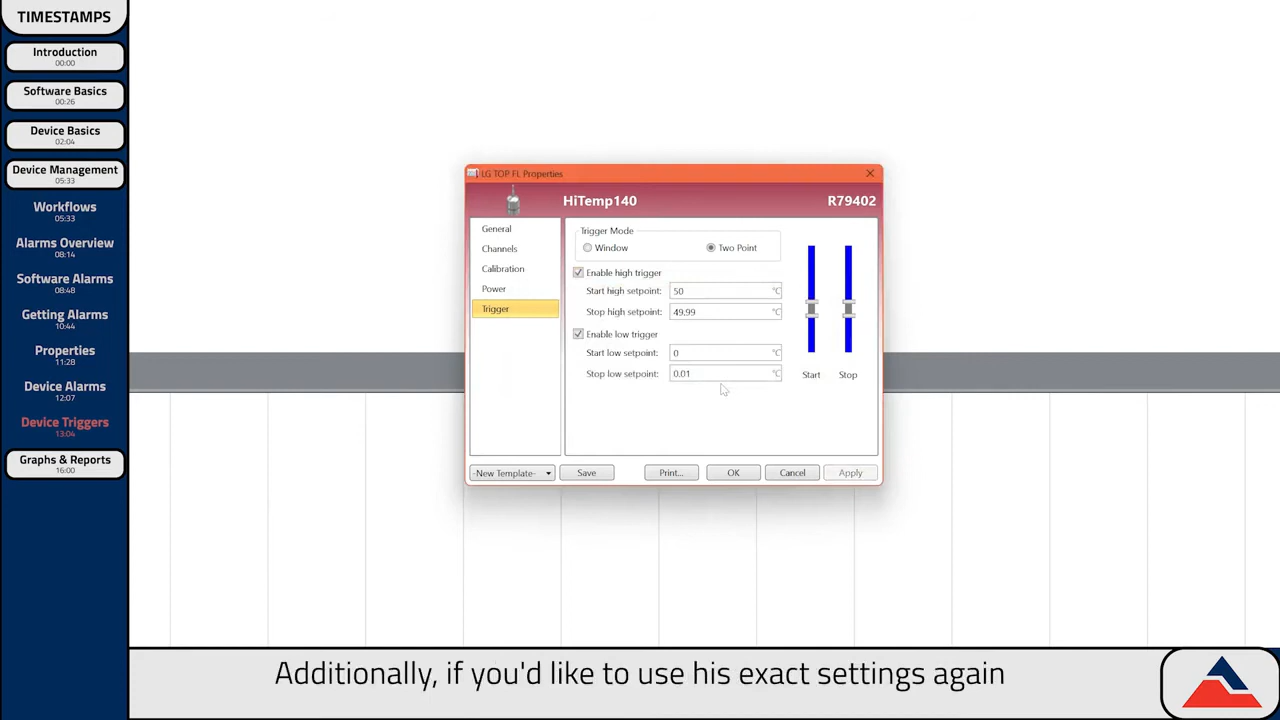 TIMESTAMPS
Introduction
00:00
Software Basics
00:26
Device Basics
02:04
Device Management
05:33
Workflows
05:33
Alarms Overview
08:14
Software Alarms
08:48
Getting Alarms
10:44
Properties
11:28
Device Alarms
12:07
Device Triggers
13:04
Graphs & Reports
16:00
LG TOP FL Properties
HiTemp140
R79402
General
Channels
Calibration
Power
Trigger
Trigger Mode
Window
Two Point
Enable high trigger
Start high setpoint: 50 °C
Stop high setpoint: 49.99 °C
Enable low trigger
Start low setpoint: 0 °C
Stop low setpoint: 0.01 °C
Start
Stop
-New Template-
Save
Print...
OK
Cancel
Apply
Additionally, if you'd like to use his exact settings again